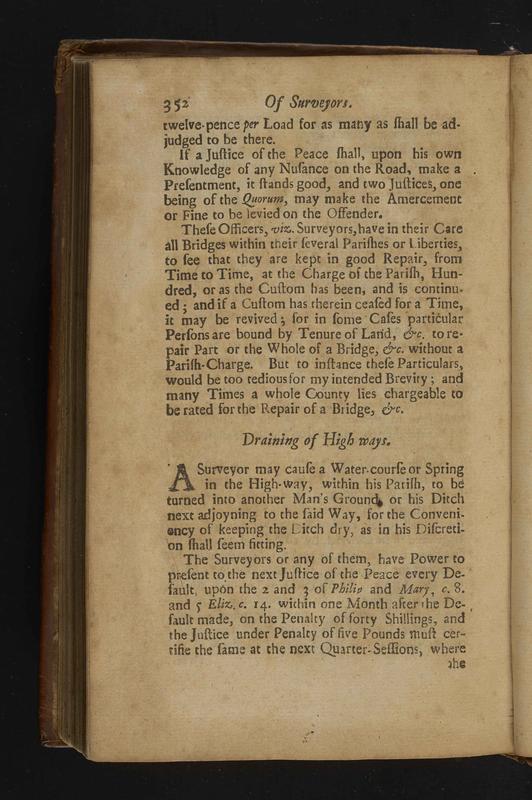 352 Of Surveyors.
twelve-pence per Load for as many as ſhall be ad-
judged to be there.
If a Juſtice of the Peace ſhall, upon his own
Knowledge of any Nuſance on the Road, make a
Preſentment, it ſtands good, and two Juſtices, one
being of the Quorum, may make the Amercement
or Fine to be levied on the Offender.
Theſe Officers, viz. Surveyors, have in their Care
all Bridges within their ſeveral Pariſhes or Liberties,
to ſee that they are kept in good Repair, from
Time to Time, at the Charge of the Pariſh, Hun-
dred, or as the Cuſtom has been, and is continu-
ed; and if a Cuſtom has therein ceaſed for a Time,
it may be revived; for in ſome Caſes particular
Perſons are bound by Tenure of Land, &c. to re-
pair Part or the Whole of a Bridge, &c. without a
Pariſh-Charge. But to inſtance theſe Particulars,
would be too tedious for my intended Brevity; and
many Times a whole County lies chargeable to
be rated for the Repair of a Bridge, &c.
Draining of High ways.
A Surveyor may cauſe a Water-courſe or Spring
in the High-way, within his Pariſh, to be
turned into another Man's Ground, or his Ditch
next adjoyning to the ſaid Way, for the Conveni-
ency of keeping the Ditch dry, as in his Diſcreti-
on ſhall ſeem fitting.
The Surveyors or any of them, have Power to
preſent to the next Juſtice of the Peace every De-
fault, upon the 2 and 3 of Philip and Mary, c. 8.
and 5 Eliz. c. 14. within one Month after the De-
fault made, on the Penalty of forty Shillings, and
the Juſtice under Penalty of five Pounds muſt cer-
tifie the ſame at the next Quarter-Seſſions, where
the